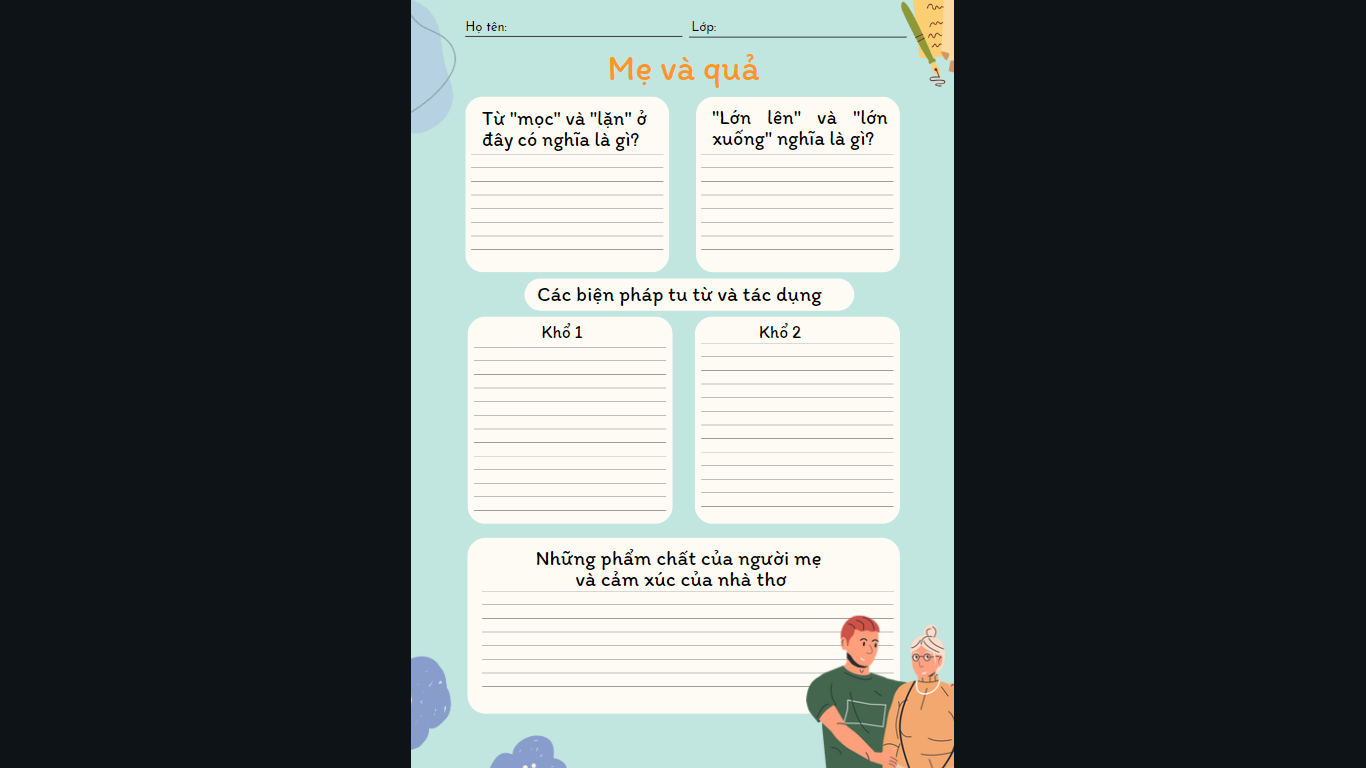 Họ tên:
Lớp:
Mẹ và quả
Từ "mọc" và "lặn" ở
đây có nghĩa là gì?
"Lớn lên" và "lớn
xuống" nghĩa là gì?
Các biện pháp tu từ và tác dụng
Khổ 1
Khổ 2
Những phẩm chất của người mẹ
và cảm xúc của nhà thơ